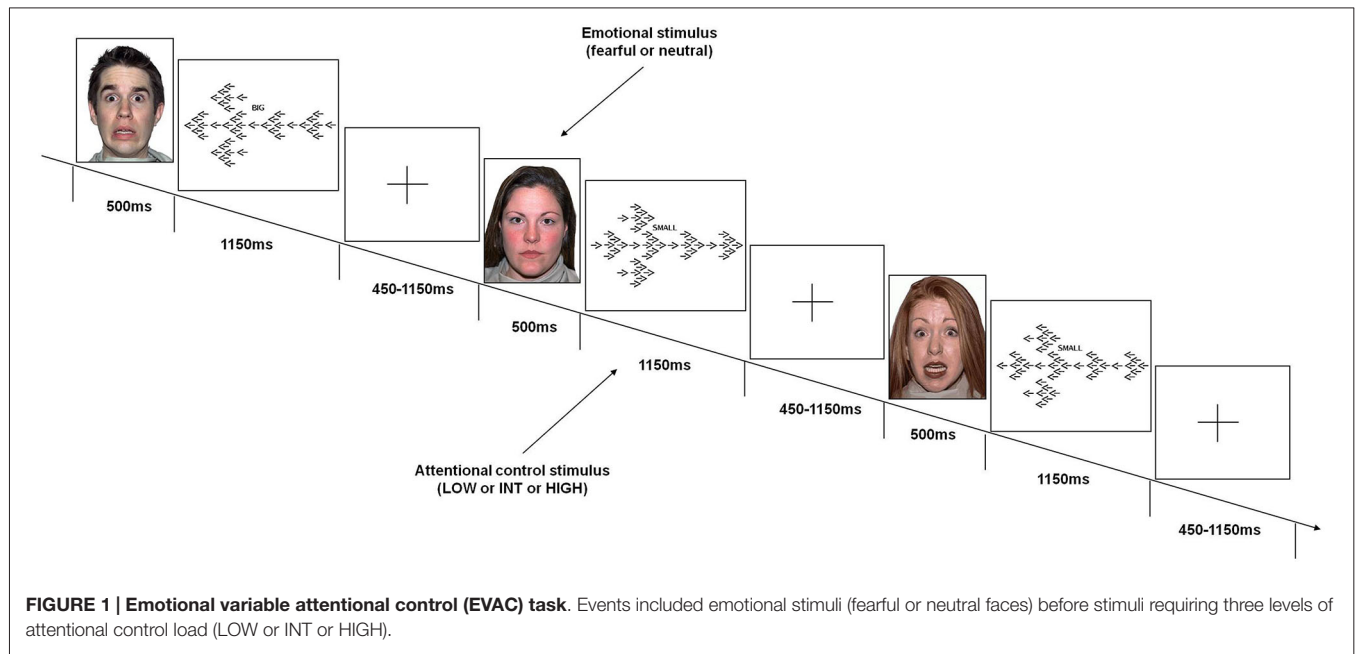 Emotional stimulus
(fearful or neutral)
BIG
500ms
1150ms
450-1150ms
SMALL
500ms
1150ms
450-1150ms
SMALL
500ms
1150ms
450-1150ms
Attentional control stimulus
(LOW or INT or HIGH)
FIGURE 1 | Emotional variable attentional control (EVAC) task. Events included emotional stimuli (fearful or neutral faces) before stimuli requiring three levels of
attentional control load (LOW or INT or HIGH).